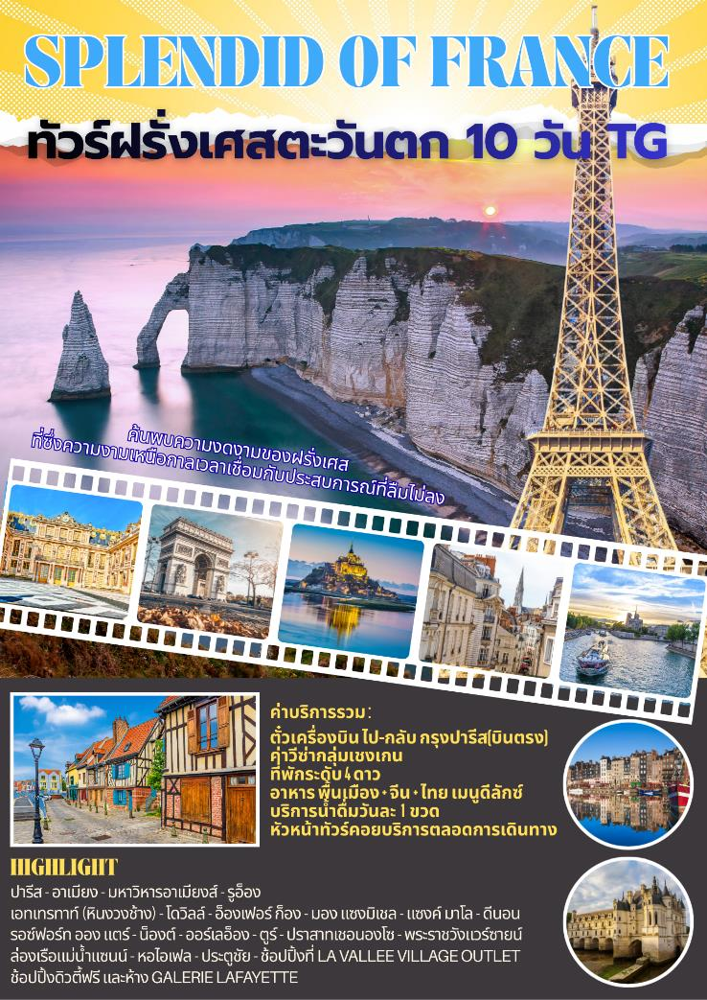 SPLENDID OF FRANCE
ทัวร์ฝรั่งเศสตะวันตก 10 วัน TG
ค้นพบความงดงามของฝรั่งเศส
ที่ซึ่งความงามเหนือกาลเวลาเชื่อมกับประสบการณ์ที่ลืมไม่ลง
ค่าบริการรวม :
ตั๋วเครื่องบิน ไป-กลับ กรุงปารีส(บินตรง)
ค่าวีซ่ากลุ่มเชงเกน
ที่พักระดับ 4 ดาว
อาหาร พื้นเมือง • จีน • ไทย เมนูดีลักซ์
บริการน้ำดื่มวันละ 1 ขวด
หัวหน้าทัวร์คอยบริการตลอดการเดินทาง
HIGHLIGHT
ปารีส - อาเมียง - มหาวิหารอาเมียงส์ - รูอ็อง
เอทเทรทาท์ (หินงวงช้าง) - โดวิลล์ - อ็องเฟอร์ ก็อง - มอง แซงมิเชล - แซงค์ มาโล - ดีนอน
รอชฟอร์ท ออง แตร์ - น็องต์ - ออร์เลอ็อง - ตูร์ - ปราสาทเชอนองโซ - พระราชวังแวร์ซายน์
ล่องเรือแม่น้ำแซนน์ - หอไอเฟล - ประตูชัย - ช้อปปิ้งที่ LA VALLEE VILLAGE OUTLET
ช้อปปิ้งดิวตี้ฟรี และห้าง GALERIE LAFAYETTE